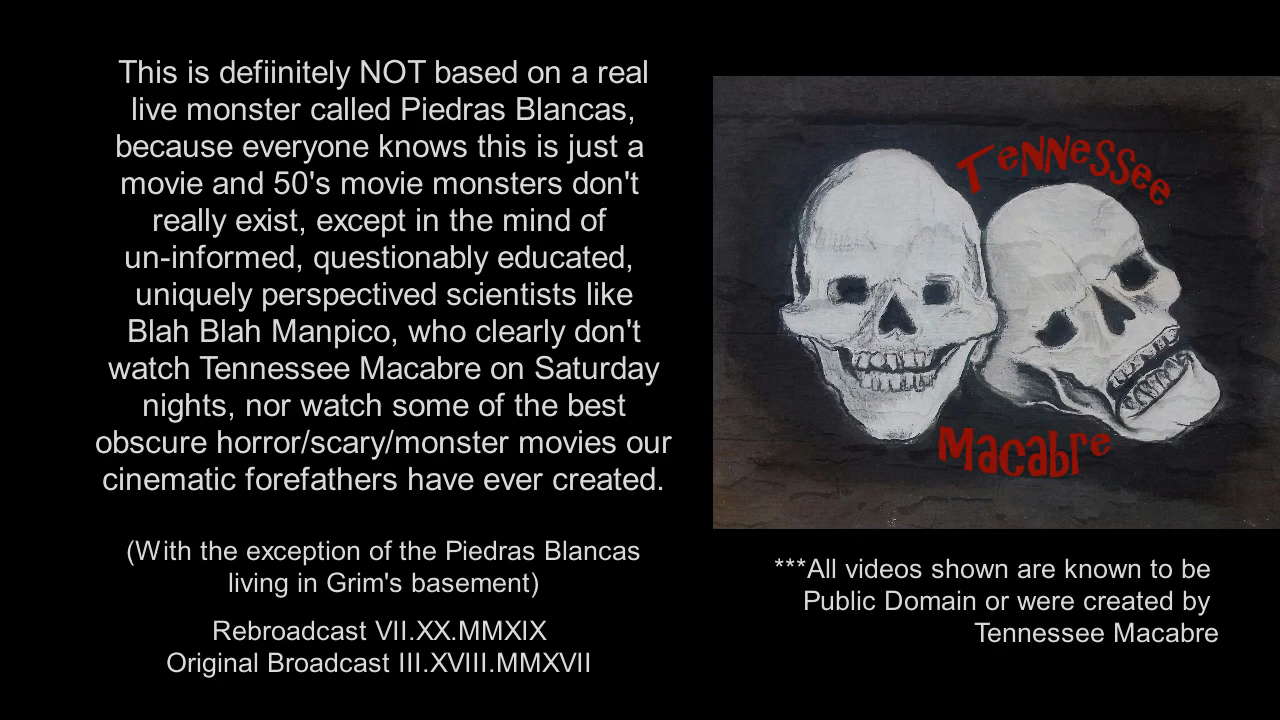 This is defiinitely NOT based on a real
live monster called Piedras Blancas,
because everyone knows this is just a
movie and 50's movie monsters don't
really exist, except in the mind of
un-informed, questionably educated,
uniquely perspectived scientists like
Blah Blah Manpico, who clearly don't
watch Tennessee Macabre on Saturday
nights, nor watch some of the best
obscure horror/scary/monster movies our
cinematic forefathers have ever created.
(With the exception of the Piedras Blancas
living in Grim's basement)
Rebroadcast VII.XX.MMXIX
Original Broadcast III.XVIII.MMXVII
Tennessee
Macabre
***All videos shown are known to be
Public Domain or were created by
Tennessee Macabre